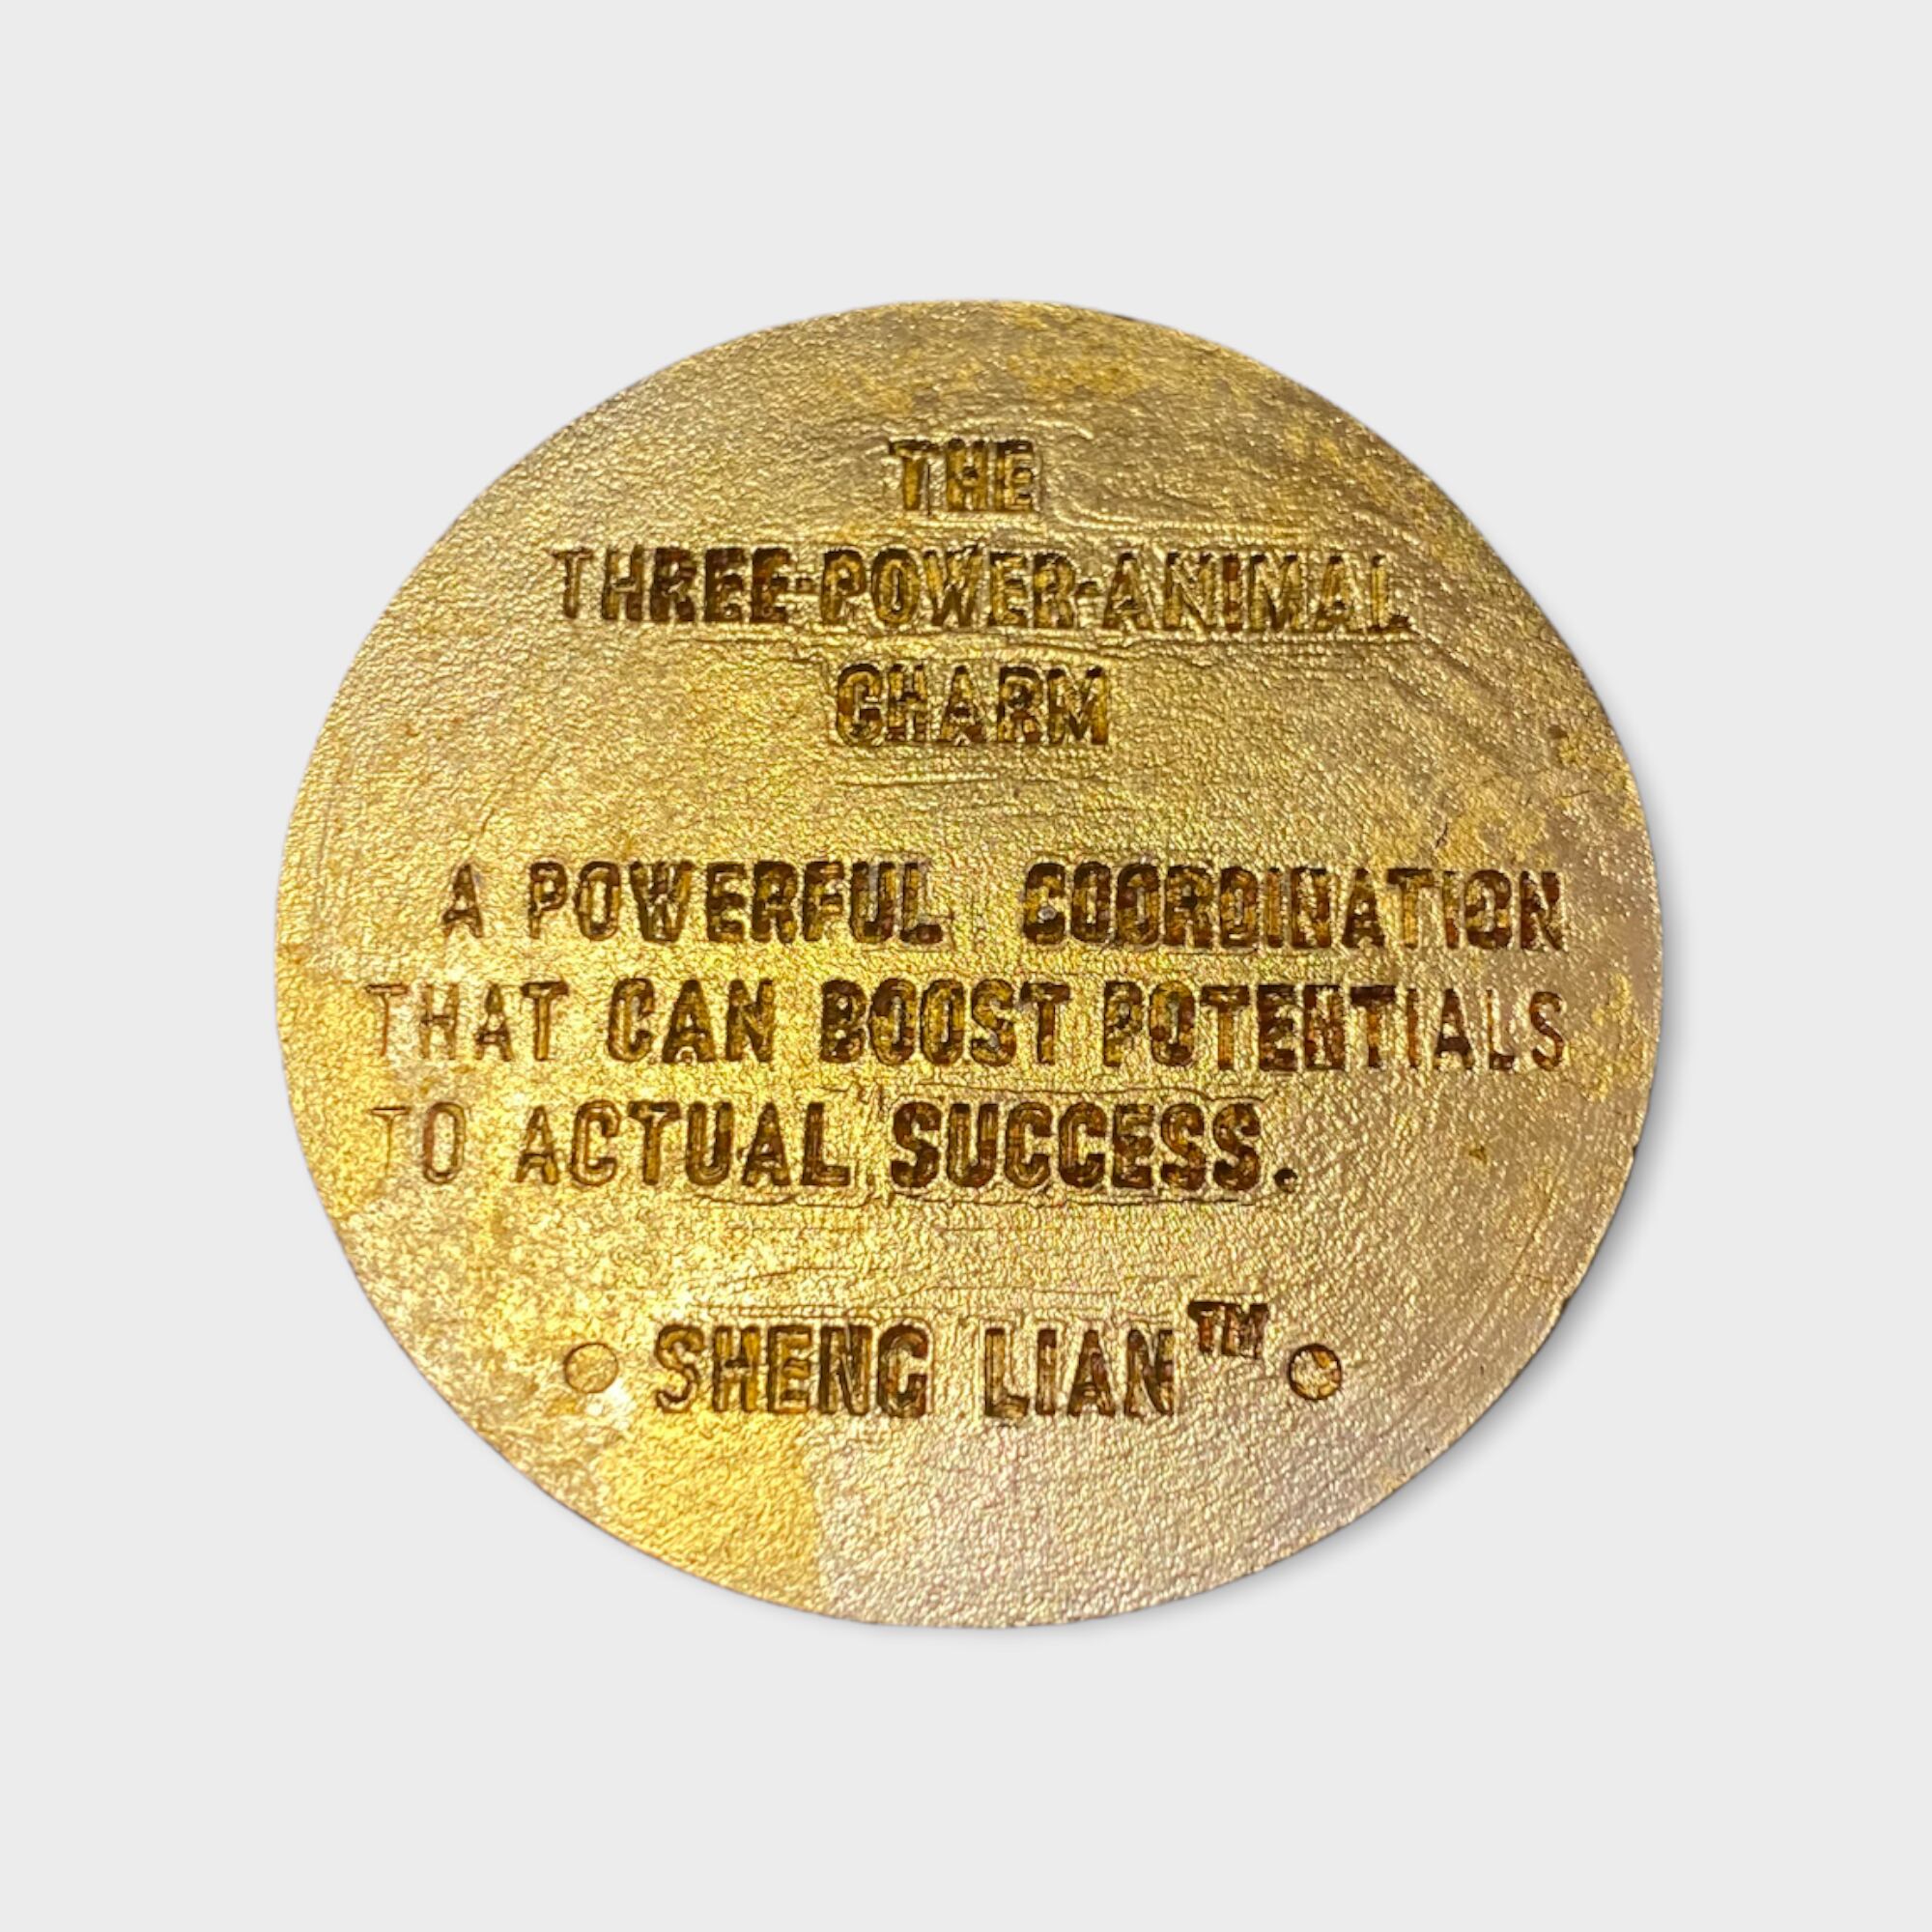 THE
THREE-POWER-ANIMAL
CHARM
A POWERFUL COORDINATION
THAT CAN BOOST POTENTIALS
TO ACTUAL SUCCESS.
SHENG LIAN™